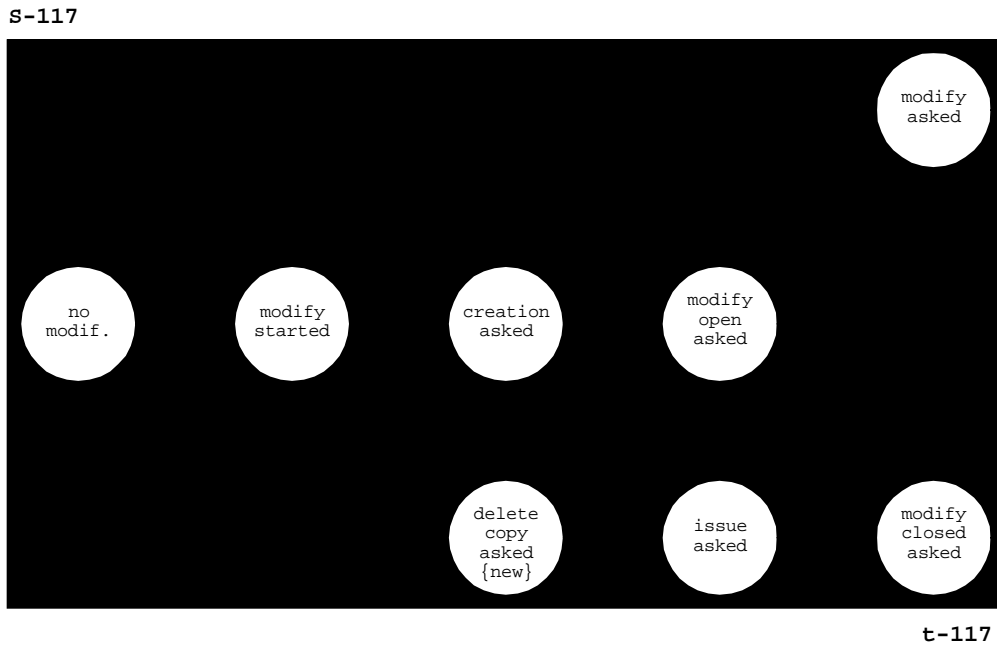 S-117
modify
asked
no
modif.
modify
started
creation
asked
modify
open
asked
delete
copy
asked
{new}
issue
asked
modify
closed
asked
t-117